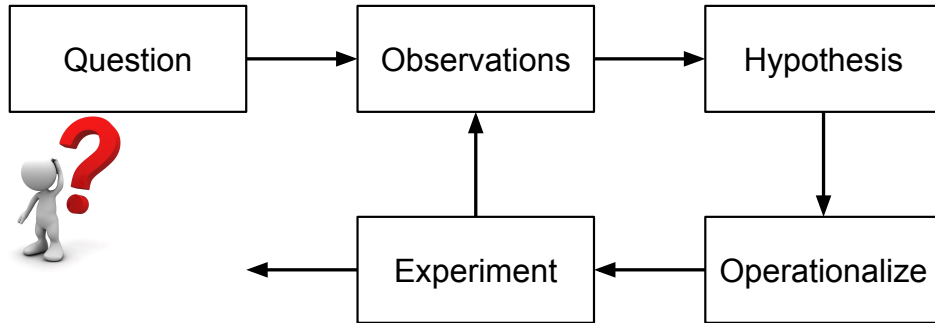 Question
Observations
Hypothesis
?
Experiment
Operationalize